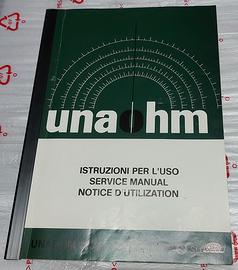 unaohm
ISTRUZIONI PER L'USO
SERVICE MANUAL
NOTICE D'UTILIZATION